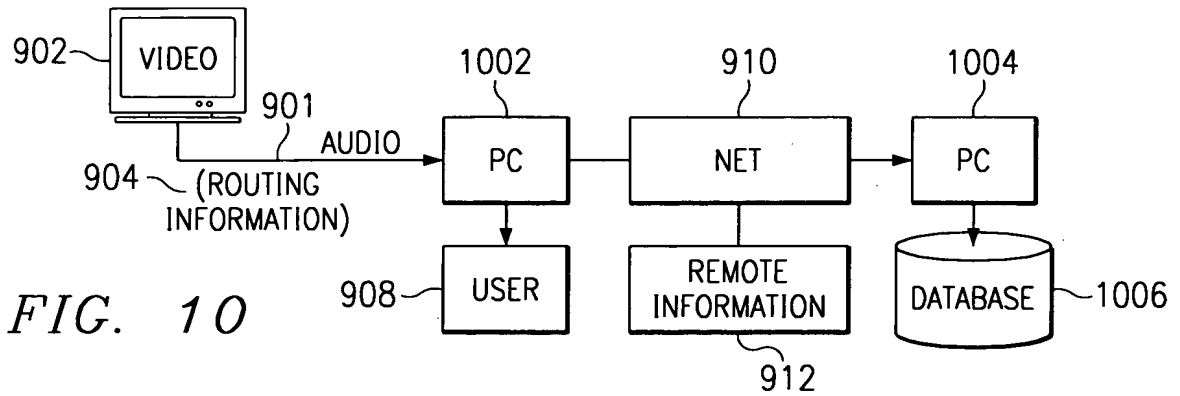 902
VIDEO
901
AUDIO
904
(ROUTING
INFORMATION)
1002
PC
910
NET
1004
PC
908
USER
REMOTE
INFORMATION
912
DATABASE
1006
FIG. 10